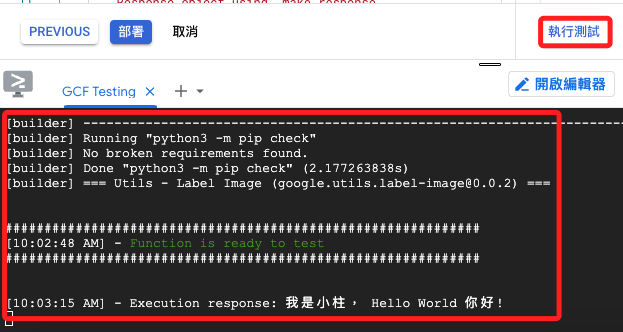 Response object using `make_response`
PREVIOUS
部署
取消
執行測試
GCF Testing
開啟編輯器
[builder] --------------------------------------------------------------------------------
[builder] Running "python3 -m pip check"
[builder] No broken requirements found.
[builder] Done "python3 -m pip check" (2.177263838s)
[builder] === Utils - Label Image (google.utils.label-image@0.0.2) ===
##############################################################
[10:02:48 AM] - Function is ready to test
##############################################################
[10:03:15 AM] - Execution response: 我是小柱, Hello World 你好!